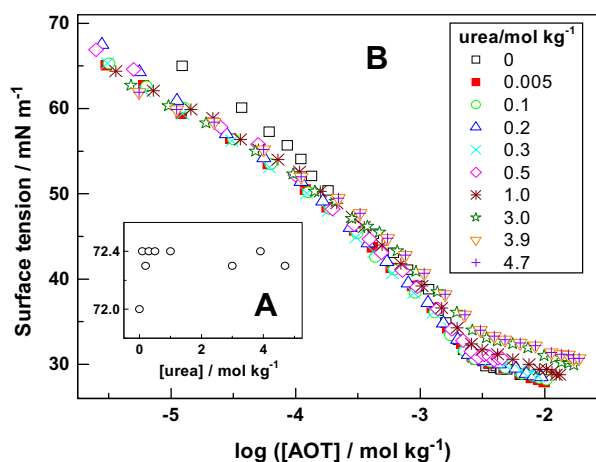 Surface tension / mN m⁻¹
70
60
50
40
30
B
urea/mol kg⁻¹
0
0.005
0.1
0.2
0.3
0.5
1.0
3.0
3.9
4.7
72.4
72.0
A
0 2 4
[urea] / mol kg⁻¹
-5 -4 -3 -2
log ([AOT] / mol kg⁻¹)